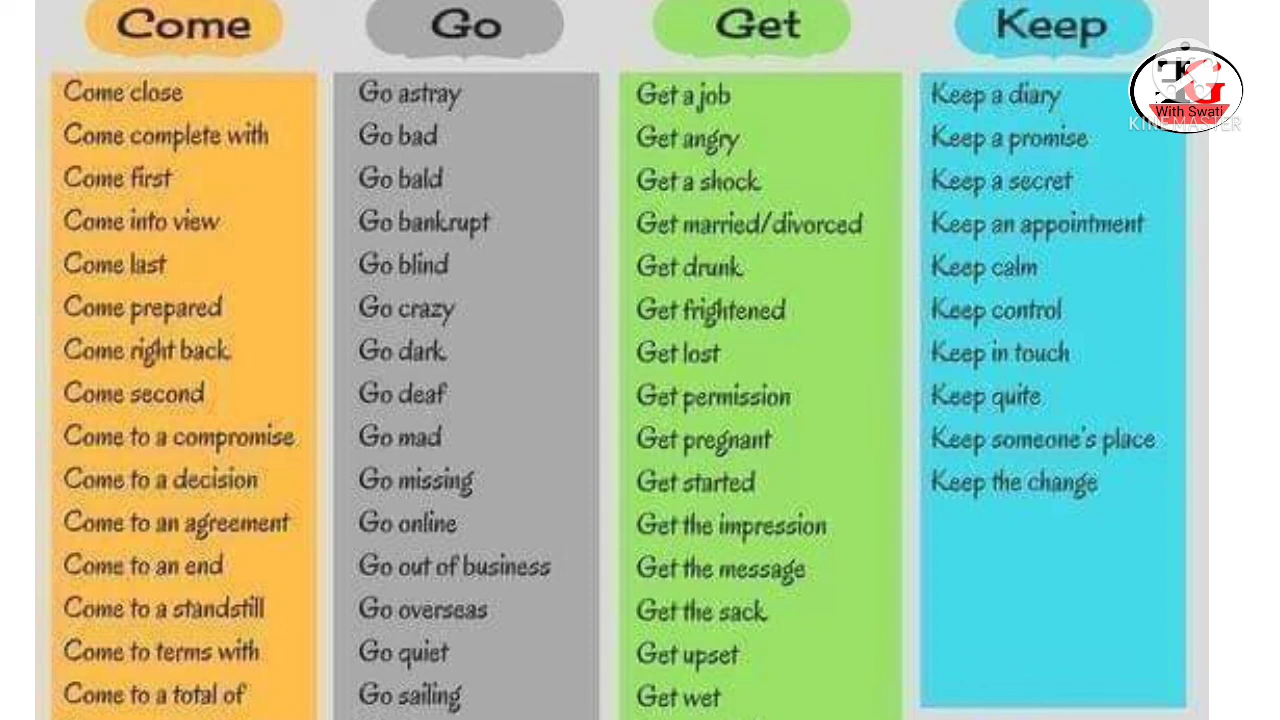 Come
Come close
Come complete with
Come first
Come into view
Come last
Come prepared
Come right back
Come second
Come to a compromise
Come to a decision
Come to an agreement
Come to an end
Come to a standstill
Come to terms with
Come to a total of
Go
Go astray
Go bad
Go bald
Go bankrupt
Go blind
Go crazy
Go dark
Go deaf
Go mad
Go missing
Go online
Go out of business
Go overseas
Go quiet
Go sailing
Get
Get a job
Get angry
Get a shock
Get married/divorced
Get drunk
Get frightened
Get lost
Get permission
Get pregnant
Get started
Get the impression
Get the message
Get the sack
Get upset
Get wet
Keep
Keep a diary
Keep a promise
Keep a secret
Keep an appointment
Keep calm
Keep control
Keep in touch
Keep quite
Keep someone's place
Keep the change
With Swati
KINEMASTER